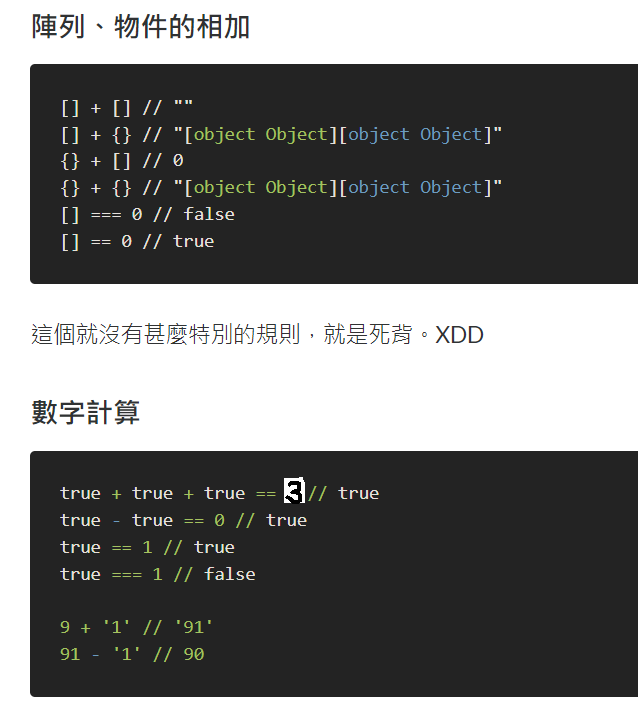 陣列、物件的相加
[] + [] // ""
[] + {} // "[object Object][object Object]"
{} + [] // 0
{} + {} // "[object Object][object Object]"
[] === 0 // false
[] == 0 // true
這個就沒有甚麼特別的規則，就是死背。XDD
數字計算
true + true + true == 3 // true
true - true == 0 // true
true == 1 // true
true === 1 // false
9 + '1' // '91'
91 - '1' // 90